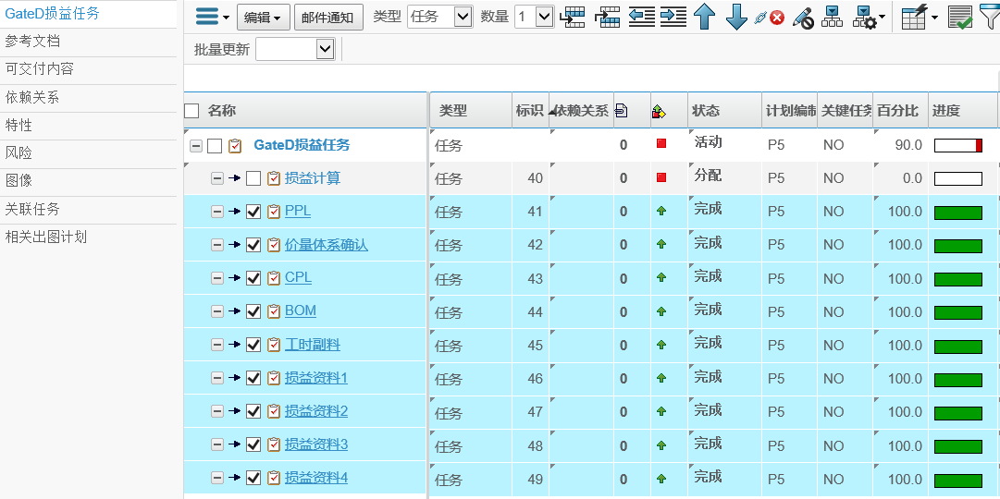 GateD损益任务
参考文档
可交付内容
依赖关系
特性
风险
图像
关联任务
相关出图计划
编辑 邮件通知 类型 任务 数量 1
批量更新
名称 类型 标识 依赖关系 状态 计划编制 关键任务 百分比 进度
GateD损益任务 任务 0 活动 P5 NO 90.0
损益计算 任务 40 0 分配 P5 NO 0.0
PPL 任务 41 0 完成 P5 NO 100.0
价量体系确认 任务 42 0 完成 P5 NO 100.0
CPL 任务 43 0 完成 P5 NO 100.0
BOM 任务 44 0 完成 P5 NO 100.0
工时副料 任务 45 0 完成 P5 NO 100.0
损益资料1 任务 46 0 完成 P5 NO 100.0
损益资料2 任务 47 0 完成 P5 NO 100.0
损益资料3 任务 48 0 完成 P5 NO 100.0
损益资料4 任务 49 0 完成 P5 NO 100.0